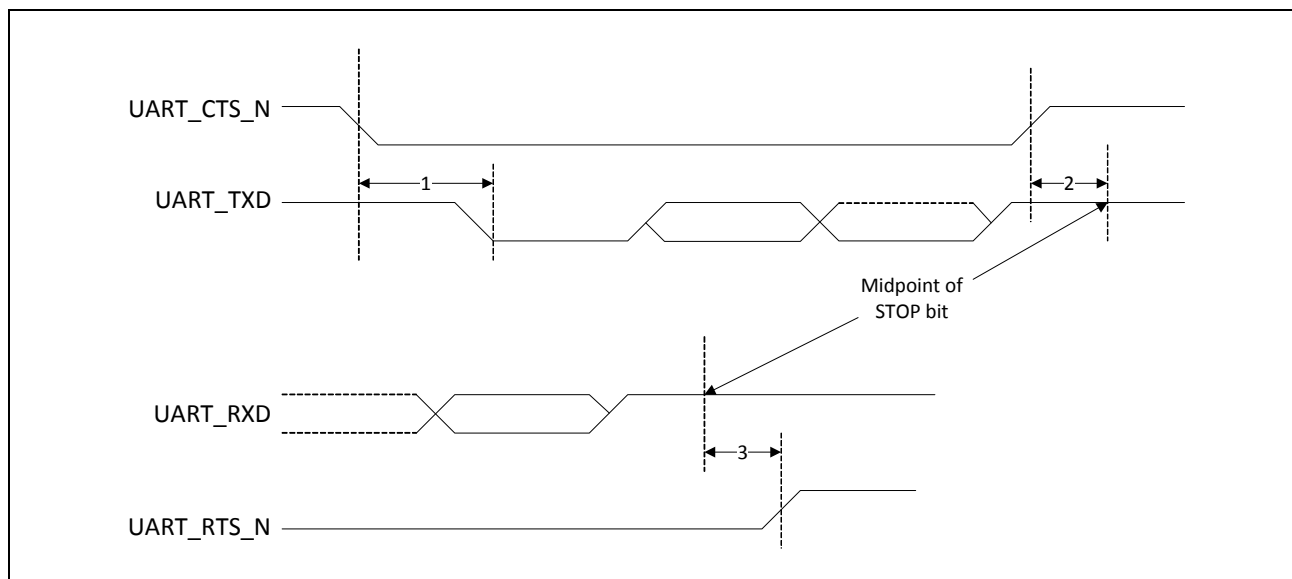 UART_CTS_N
UART_TXD
1
2
Midpoint of
STOP bit
UART_RXD
3
UART_RTS_N